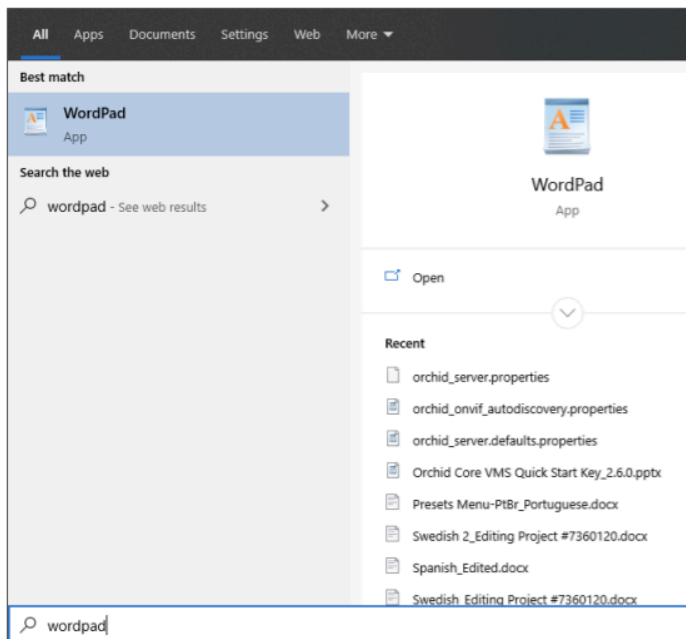 All Apps Documents Settings Web More
Best match
WordPad
App
Search the web
wordpad - See web results
WordPad
App
Open
Recent
orchid_server.properties
orchid_onvif_autodiscovery.properties
orchid_server.defaults.properties
Orchid Core VMS Quick Start Key_2.6.0.pptx
Presets Menu-PtBr_Portuguese.docx
Swedish 2_Editing Project #7360120.docx
Spanish_Edited.docx
Swedish_Editing Project #7360120.docx
wordpad